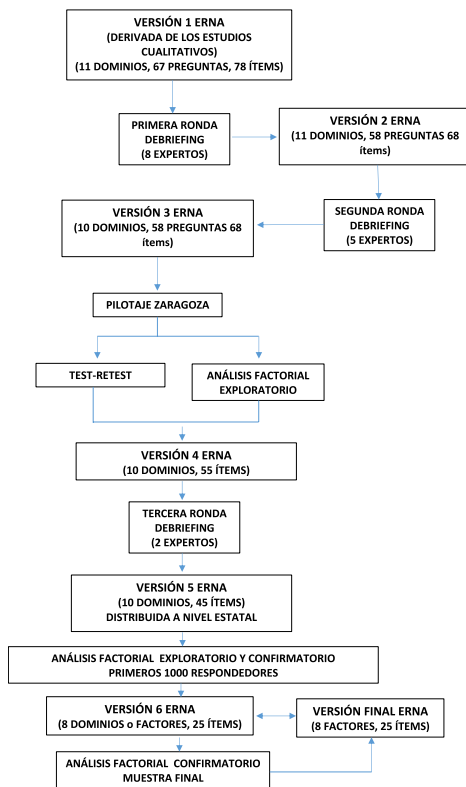 VERSIÓN 1 ERNA
(DERIVADA DE LOS ESTUDIOS
CUALITATIVOS)
(11 DOMINIOS, 67 PREGUNTAS, 78 ÍTEMS)
PRIMERA RONDA
DEBRIEFING
(8 EXPERTOS)
VERSIÓN 2 ERNA
(11 DOMINIOS, 58 PREGUNTAS 68
ítems)
SEGUNDA RONDA
DEBRIEFING
(5 EXPERTOS)
VERSIÓN 3 ERNA
(10 DOMINIOS, 58 PREGUNTAS 68
ítems)
PILOTAJE ZARAGOZA
TEST-RETEST
ANÁLISIS FACTORIAL
EXPLORATORIO
VERSIÓN 4 ERNA
(10 DOMINIOS, 55 ÍTEMS)
TERCERA RONDA
DEBRIEFING
(2 EXPERTOS)
VERSIÓN 5 ERNA
(10 DOMINIOS, 45 ÍTEMS)
DISTRIBUIDA A NIVEL ESTATAL
ANÁLISIS FACTORIAL EXPLORATORIO Y CONFIRMATORIO
PRIMEROS 1000 RESPONDEDORES
VERSIÓN 6 ERNA
(8 DOMINIOS o FACTORES, 25 ÍTEMS)
VERSIÓN FINAL ERNA
(8 FACTORES, 25 ÍTEMS)
ANÁLISIS FACTORIAL CONFIRMATORIO
MUESTRA FINAL